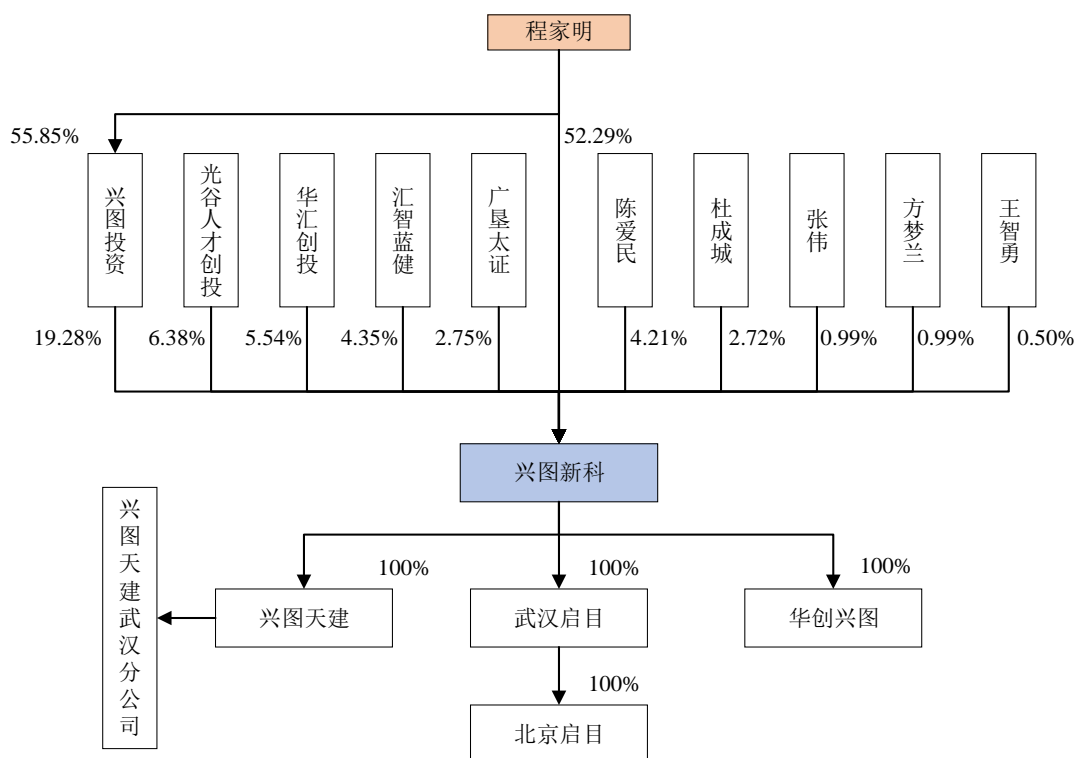 程家明
55.85%
52.29%
兴图投资
光谷人才创投
华汇创投
汇智蓝健
广垦太证
陈爱民
杜成城
张伟
方梦兰
王智勇
19.28%
6.38%
5.54%
4.35%
2.75%
4.21%
2.72%
0.99%
0.99%
0.50%
兴图新科
兴图天建武汉分公司
100%
100%
100%
兴图天建
武汉启目
华创兴图
100%
北京启目